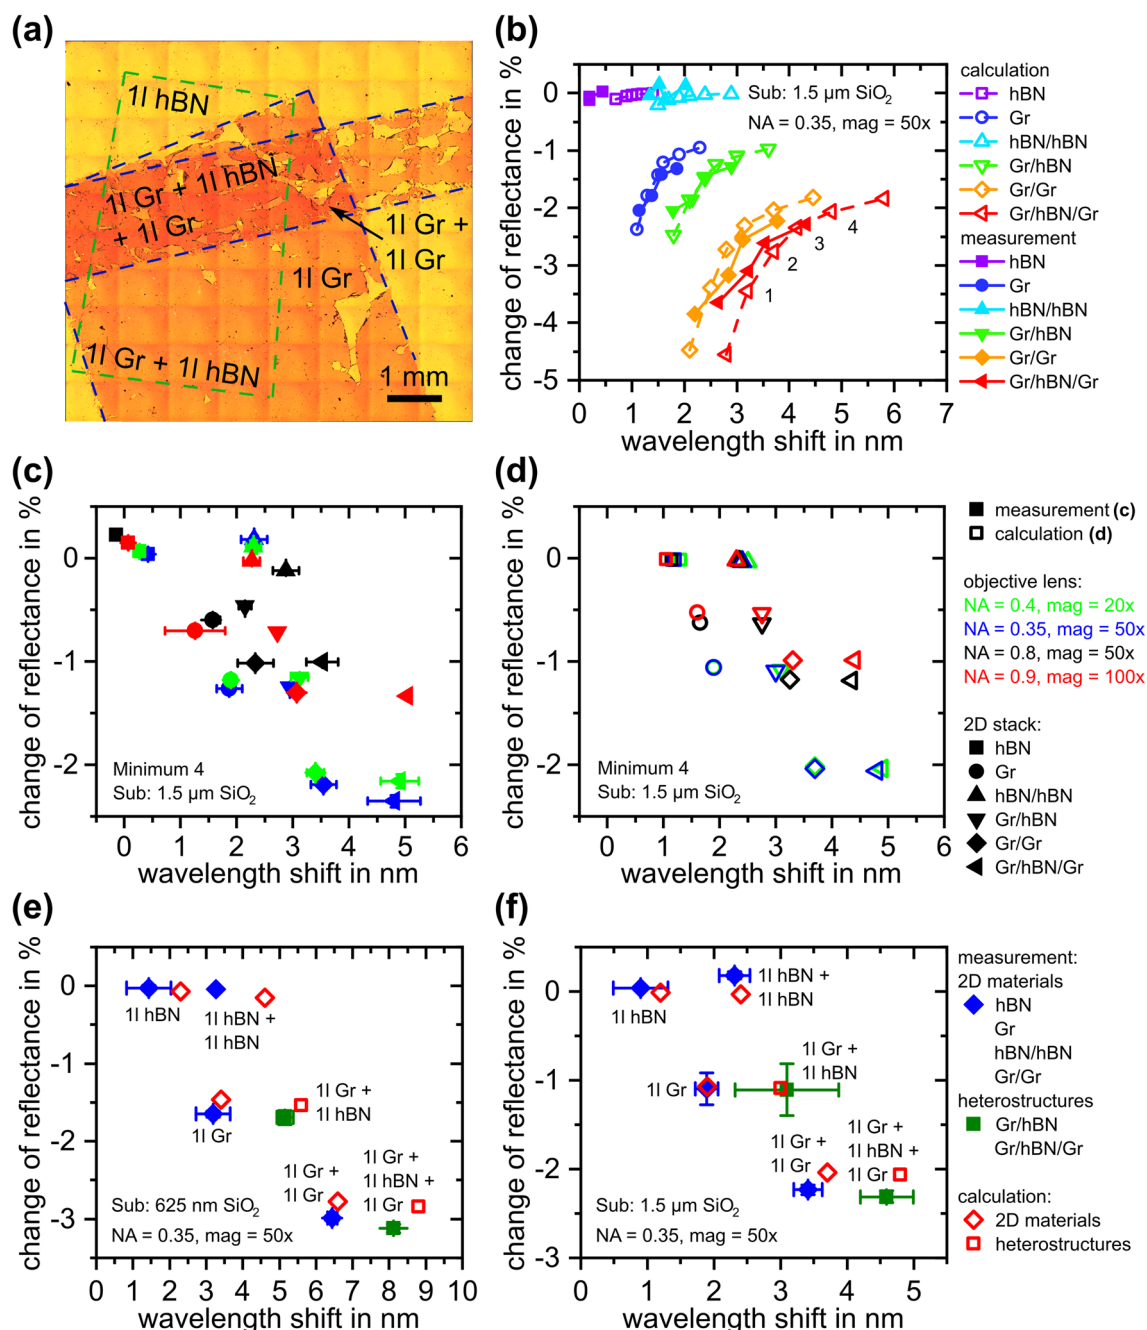 (a)
1l hBN
1l Gr + 1l hBN
+ 1l Gr
1l Gr +
1l Gr
1l Gr
1l Gr + 1l hBN
1 mm
(b)
change of reflectance in %
0
-1
-2
-3
-4
-5
Sub: 1.5 µm SiO₂
NA = 0.35, mag = 50x
1
2
3
4
0 1 2 3 4 5 6 7
wavelength shift in nm
calculation
hBN
Gr
hBN/hBN
Gr/hBN
Gr/Gr
Gr/hBN/Gr
measurement
hBN
Gr
hBN/hBN
Gr/hBN
Gr/Gr
Gr/hBN/Gr
(c)
change of reflectance in %
0
-1
-2
Minimum 4
Sub: 1.5 µm SiO₂
0 1 2 3 4 5 6
wavelength shift in nm
(d)
change of reflectance in %
0
-1
-2
Minimum 4
Sub: 1.5 µm SiO₂
0 1 2 3 4 5 6
wavelength shift in nm
measurement (c)
calculation (d)
objective lens:
NA = 0.4, mag = 20x
NA = 0.35, mag = 50x
NA = 0.8, mag = 50x
NA = 0.9, mag = 100x
2D stack:
hBN
Gr
hBN/hBN
Gr/hBN
Gr/Gr
Gr/hBN/Gr
(e)
change of reflectance in %
0
-1
-2
-3
1l hBN
1l hBN +
1l hBN
1l Gr
1l Gr +
1l hBN
1l Gr +
1l Gr
1l Gr +
1l hBN +
1l Gr
Sub: 625 nm SiO₂
NA = 0.35, mag = 50x
0 1 2 3 4 5 6 7 8 9 10
wavelength shift in nm
(f)
change of reflectance in %
1
0
-1
-2
-3
1l hBN
1l hBN +
1l hBN
1l Gr
1l Gr +
1l hBN
1l Gr +
1l Gr
1l Gr +
1l hBN +
1l Gr
Sub: 1.5 µm SiO₂
NA = 0.35, mag = 50x
0 1 2 3 4 5
wavelength shift in nm
measurement:
2D materials
hBN
Gr
hBN/hBN
Gr/Gr
heterostructures
Gr/hBN
Gr/hBN/Gr
calculation:
2D materials
heterostructures